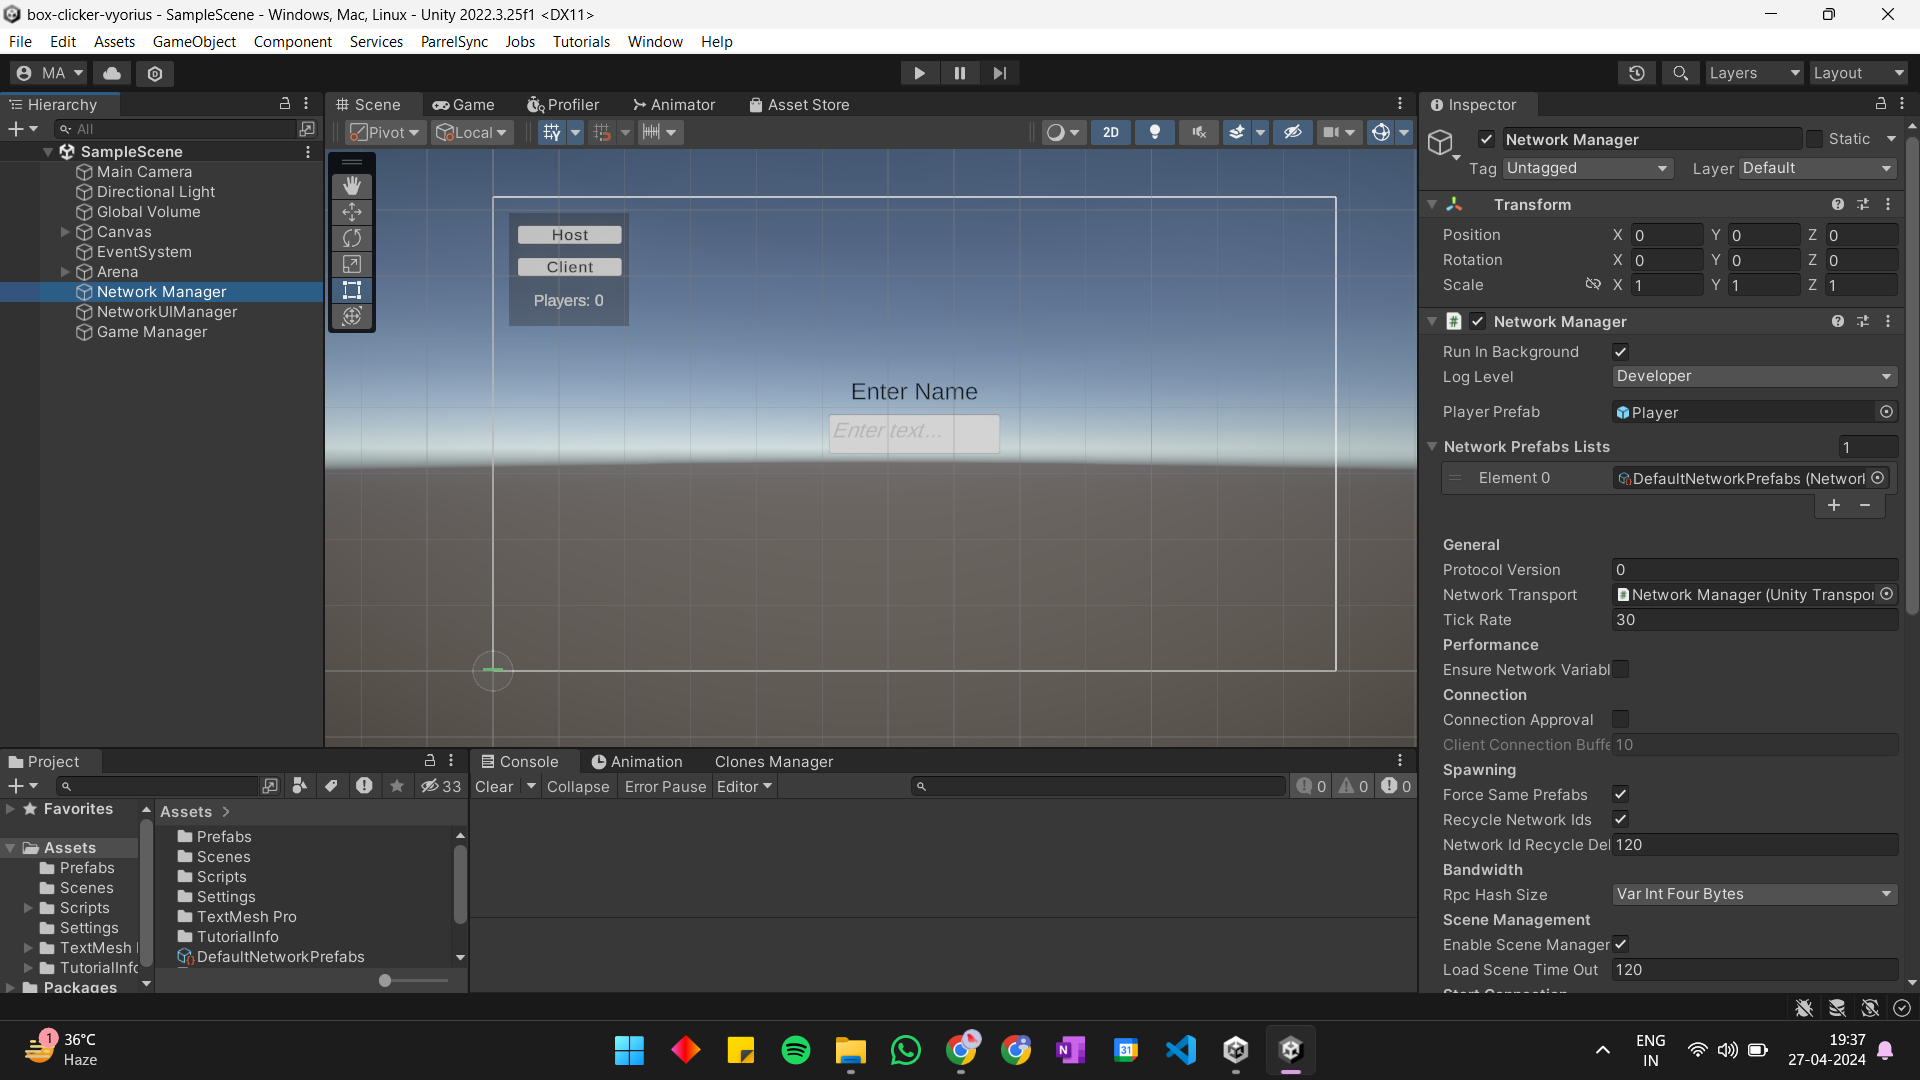 box-clicker-vyorius - SampleScene - Windows, Mac, Linux - Unity 2022.3.25f1 <DX11>
File Edit Assets GameObject Component Services ParrelSync Jobs Tutorials Window Help
MA Layers Layout
Hierarchy
All
SampleScene
Main Camera
Directional Light
Global Volume
Canvas
EventSystem
Arena
Network Manager
NetworkUIManager
Game Manager
Scene Game Profiler Animator Asset Store
Pivot Local 2D
Host
Client
Players: 0
Enter Name
Enter text...
Inspector
Network Manager Static
Tag Untagged Layer Default
Transform
Position X 0 Y 0 Z 0
Rotation X 0 Y 0 Z 0
Scale X 1 Y 1 Z 1
Network Manager
Run In Background
Log Level Developer
Player Prefab Player
Network Prefabs Lists 1
Element 0 DefaultNetworkPrefabs (Network
General
Protocol Version 0
Network Transport Network Manager (Unity Transpor
Tick Rate 30
Performance
Ensure Network Variabl
Connection
Connection Approval
Client Connection Buffe 10
Spawning
Force Same Prefabs
Recycle Network Ids
Network Id Recycle Del 120
Bandwidth
Rpc Hash Size Var Int Four Bytes
Scene Management
Enable Scene Manager
Load Scene Time Out 120
Start Connection
Project
33
Favorites
Assets
Prefabs
Scenes
Scripts
Settings
TextMesh
TutorialInfo
Packages
Assets >
Prefabs
Scenes
Scripts
Settings
TextMesh Pro
TutorialInfo
DefaultNetworkPrefabs
Console Animation Clones Manager
Clear Collapse Error Pause Editor 0 0 0
1
36°C
Haze
31
N
ENG
IN
19:37
27-04-2024